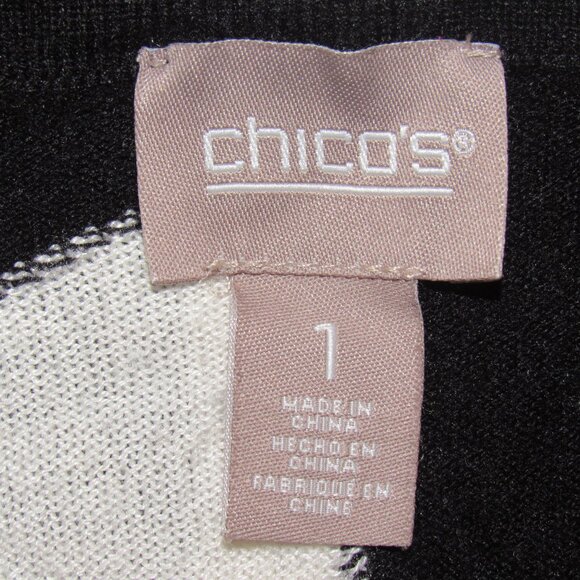 chico's®
1
MADE IN
CHINA
HECHO EN
CHINA
FABRIQUE EN
CHINE